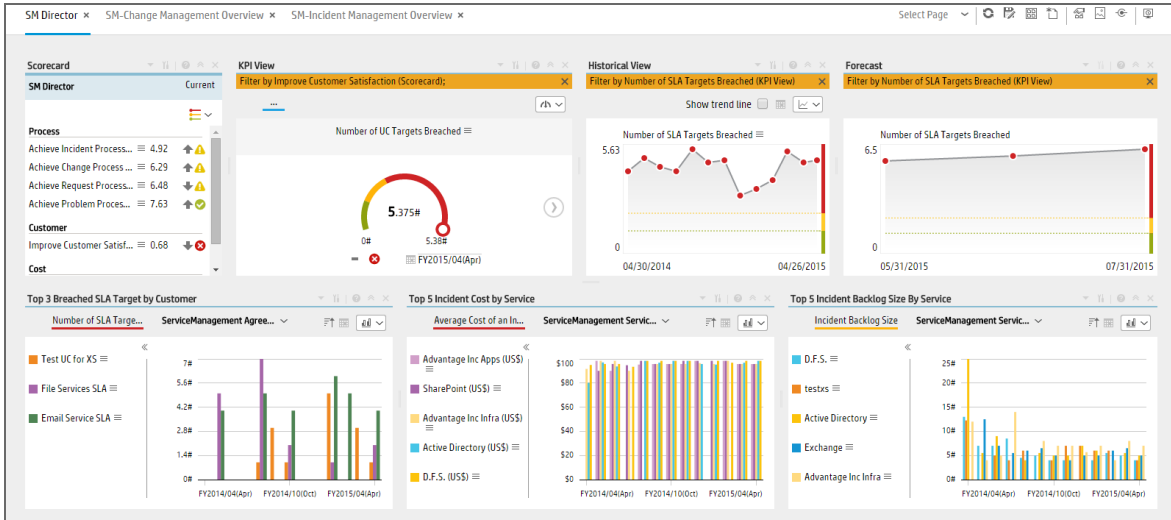 SM Director × SM-Change Management Overview × SM-Incident Management Overview × Select Page
Scorecard
SM Director Current
Process
Achieve Incident Process... 4.92
Achieve Change Process ... 6.29
Achieve Request Process... 6.48
Achieve Problem Proces... 7.63
Customer
Improve Customer Satisf... 0.68
Cost
KPI View
Filter by Improve Customer Satisfaction (Scorecard); ×
...
Number of UC Targets Breached
5.375#
0# 5.38#
FY2015/04(Apr)
Historical View
Filter by Number of SLA Targets Breached (KPI View) ×
Show trend line
Number of SLA Targets Breached
5.63
0
04/30/2014 04/26/2015
Forecast
Filter by Number of SLA Targets Breached (KPI View) ×
Number of SLA Targets Breached
6.5
0
05/31/2015 07/31/2015
Top 3 Breached SLA Target by Customer
Number of SLA Targe... ServiceManagement Agree...
Test UC for XS
File Services SLA
Email Service SLA
7#
5.6#
4.2#
2.8#
1.4#
0#
FY2014/04(Apr) FY2014/10(Oct) FY2015/04(Apr)
Top 5 Incident Cost by Service
Average Cost of an In... ServiceManagement Servic...
Advantage Inc Apps (US$)
SharePoint (US$)
Advantage Inc Infra (US$)
Active Directory (US$)
D.F.S. (US$)
$100
$80
$60
$40
$20
$0
FY2014/04(Apr) FY2014/10(Oct) FY2015/04(Apr)
Top 5 Incident Backlog Size By Service
Incident Backlog Size ServiceManagement Servic...
D.F.S.
testxs
Active Directory
Exchange
Advantage Inc Infra
25#
20#
15#
10#
5#
0#
FY2014/04(Apr) FY2014/10(Oct) FY2015/04(Apr)